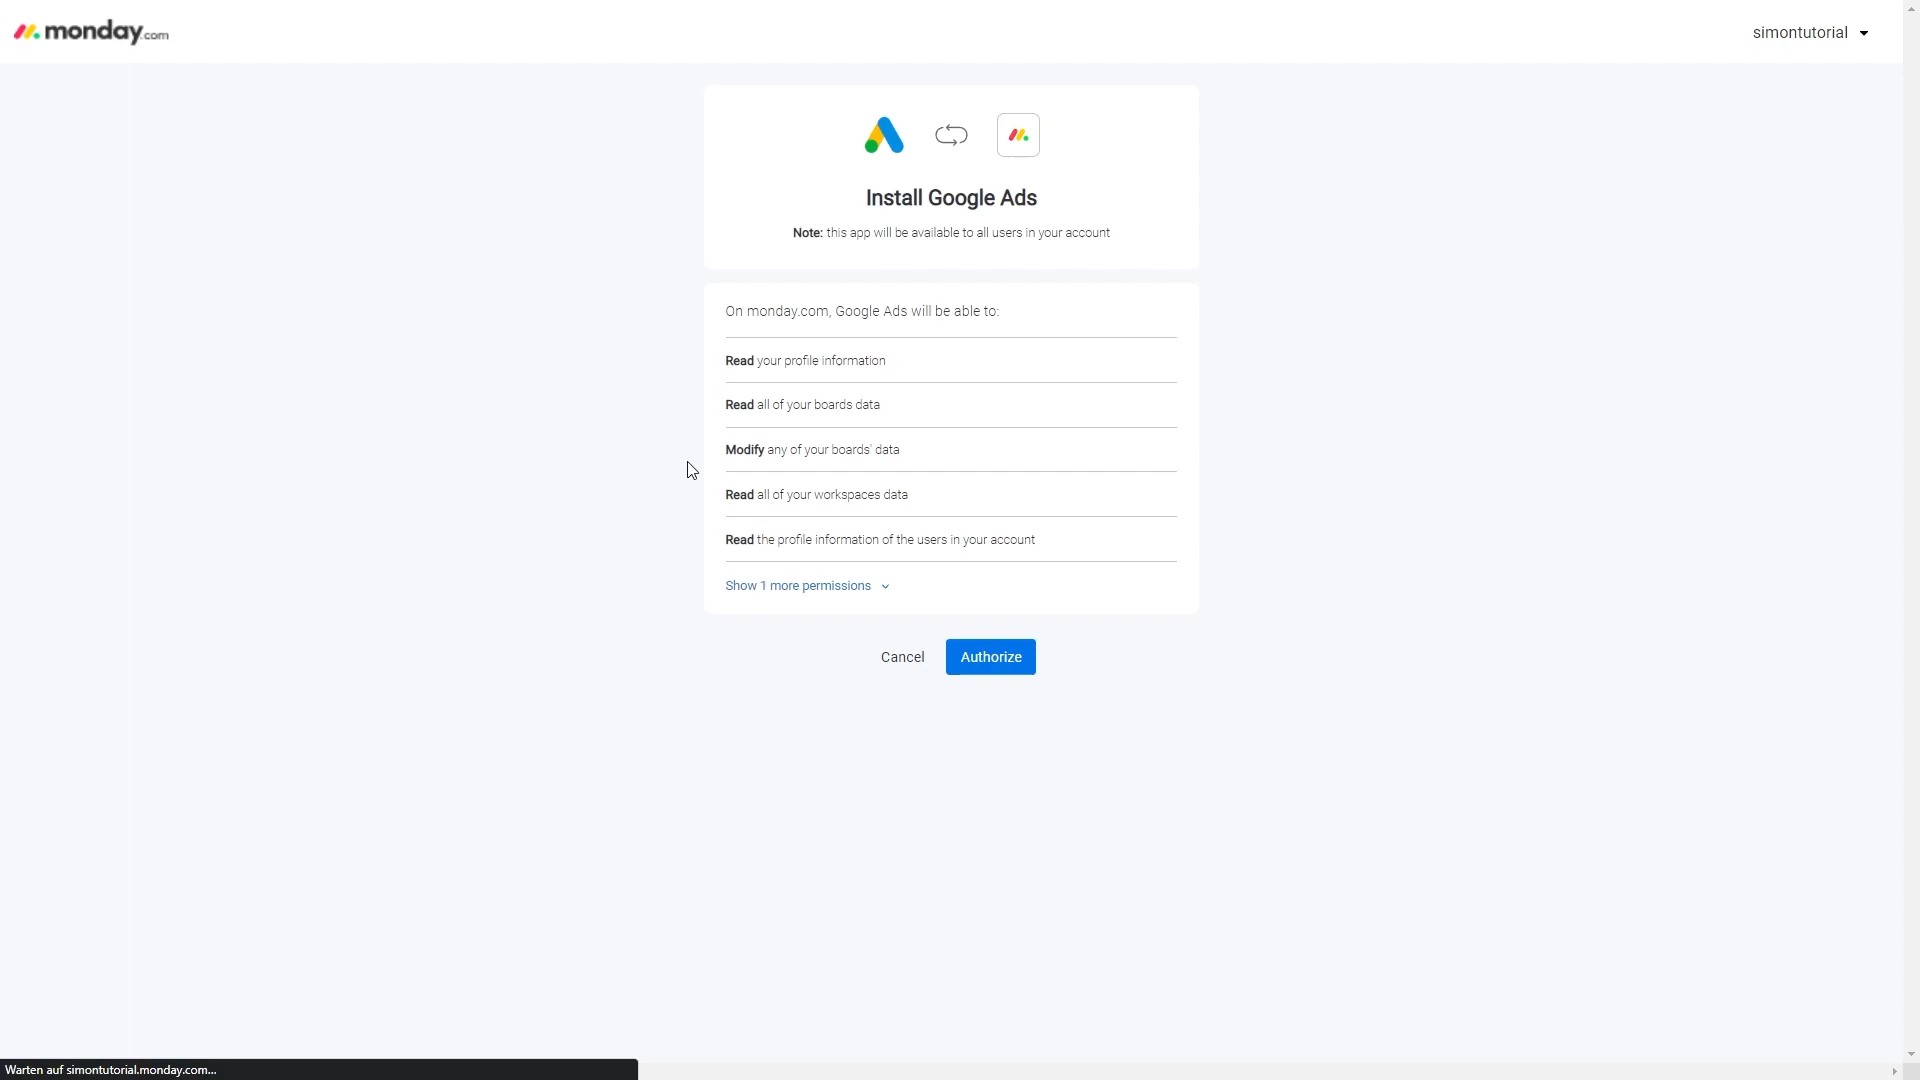 monday.com
simontutorial
Install Google Ads
Note: this app will be available to all users in your account
On monday.com, Google Ads will be able to:
Read your profile information
Read all of your boards data
Modify any of your boards' data
Read all of your workspaces data
Read the profile information of the users in your account
Show 1 more permissions
Cancel
Authorize
Warten auf simontutorial.monday.com...